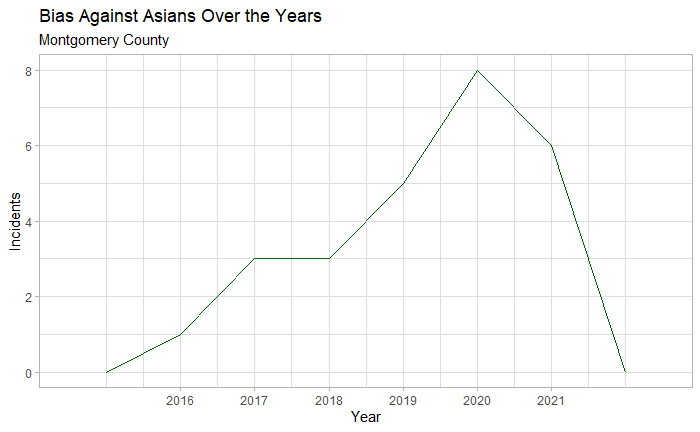 Bias Against Asians Over the Years
Montgomery County
8
6
4
2
0
Incidents
2016 2017 2018 2019 2020 2021
Year